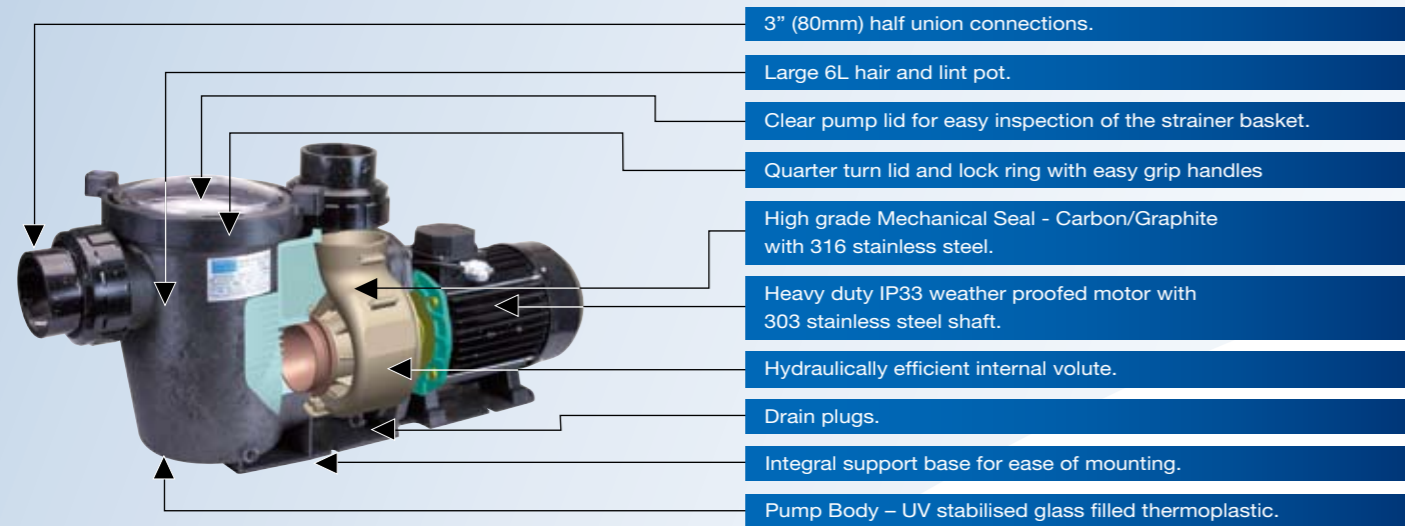 3” (80mm) half union connections.
Large 6L hair and lint pot.
Clear pump lid for easy inspection of the strainer basket.
Quarter turn lid and lock ring with easy grip handles
High grade Mechanical Seal - Carbon/Graphite
with 316 stainless steel.
Heavy duty IP33 weather proofed motor with
303 stainless steel shaft.
Hydraulically efficient internal volute.
Drain plugs.
Integral support base for ease of mounting.
Pump Body – UV stabilised glass filled thermoplastic.